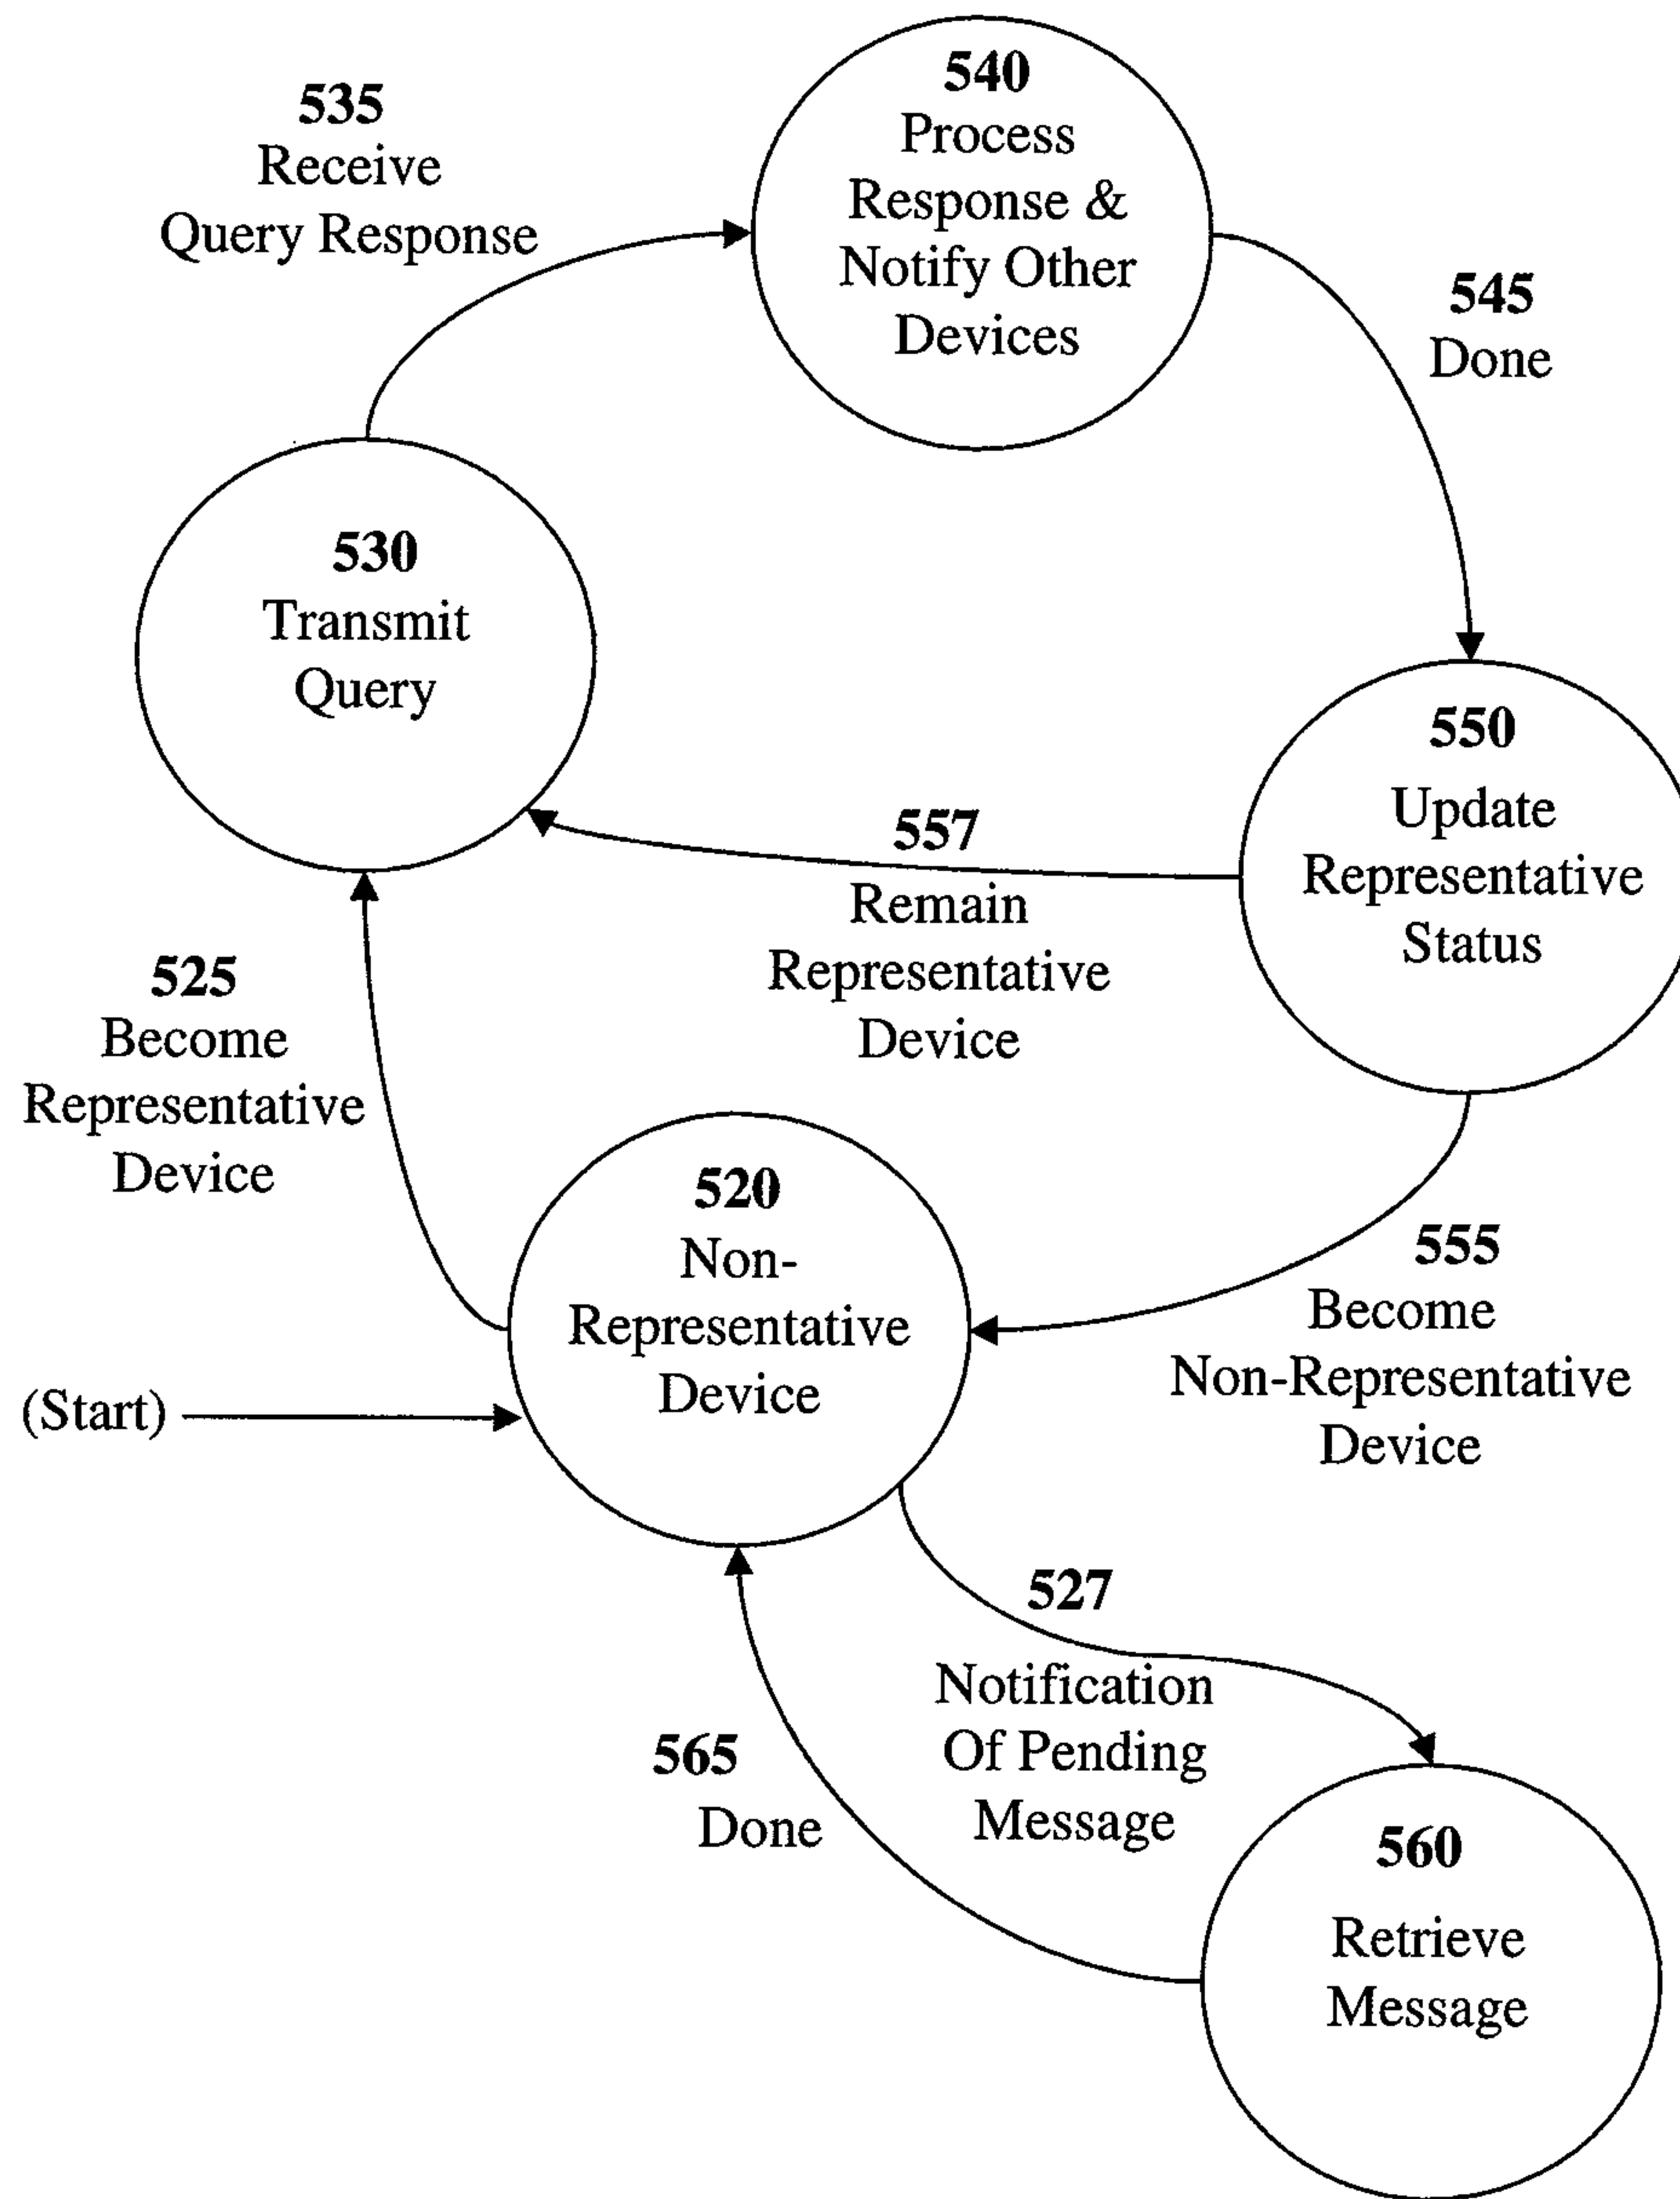 540
Process
Response &
Notify Other
Devices
535
Receive
Query Response
545
Done
530
Transmit
Query
550
Update
Representative
Status
557
Remain
Representative
Device
525
Become
Representative
Device
520
Non-
Representative
Device
555
Become
Non-Representative
Device
(Start)
527
Notification
Of Pending
Message
565
Done
560
Retrieve
Message